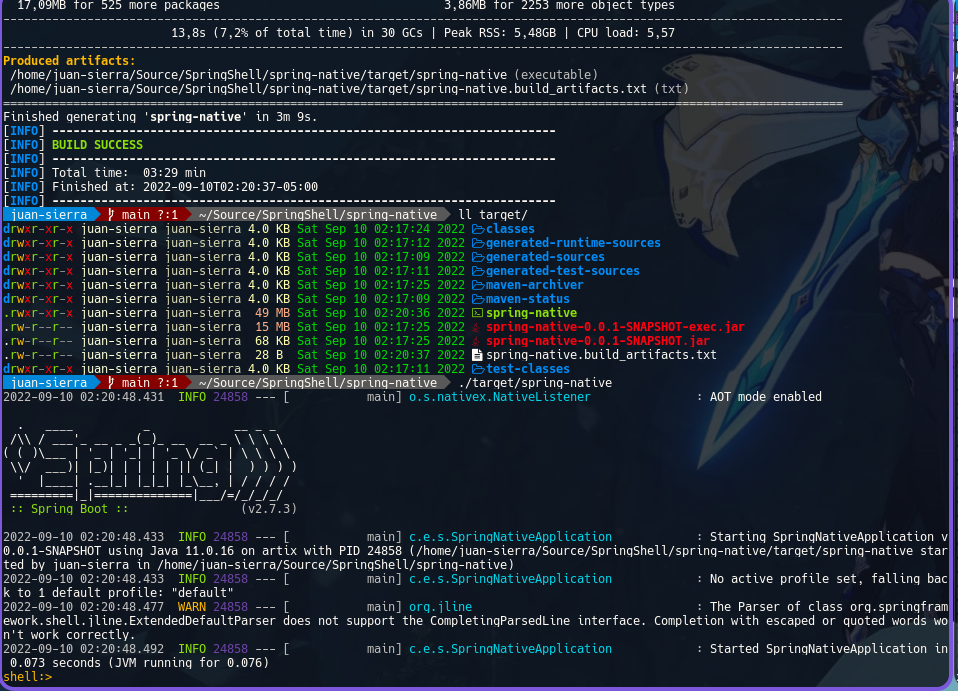 17,09MB for 525 more packages                                3,86MB for 2253 more object types
------------------------------------------------------------------------------------------------------------------------
                        13,8s (7,2% of total time) in 30 GCs | Peak RSS: 5,48GB | CPU load: 5,57
------------------------------------------------------------------------------------------------------------------------
Produced artifacts:
 /home/juan-sierra/Source/SpringShell/spring-native/target/spring-native (executable)
 /home/juan-sierra/Source/SpringShell/spring-native/target/spring-native.build_artifacts.txt (txt)
========================================================================================================================
Finished generating 'spring-native' in 3m 9s.
[INFO] ------------------------------------------------------------------------
[INFO] BUILD SUCCESS
[INFO] ------------------------------------------------------------------------
[INFO] Total time:  03:29 min
[INFO] Finished at: 2022-09-10T02:20:37-05:00
[INFO] ------------------------------------------------------------------------
juan-sierra main ?:1 ~/Source/SpringShell/spring-native ll target/
drwxr-xr-x juan-sierra juan-sierra 4.0 KB Sat Sep 10 02:17:24 2022 classes
drwxr-xr-x juan-sierra juan-sierra 4.0 KB Sat Sep 10 02:17:12 2022 generated-runtime-sources
drwxr-xr-x juan-sierra juan-sierra 4.0 KB Sat Sep 10 02:17:09 2022 generated-sources
drwxr-xr-x juan-sierra juan-sierra 4.0 KB Sat Sep 10 02:17:11 2022 generated-test-sources
drwxr-xr-x juan-sierra juan-sierra 4.0 KB Sat Sep 10 02:17:25 2022 maven-archiver
drwxr-xr-x juan-sierra juan-sierra 4.0 KB Sat Sep 10 02:17:09 2022 maven-status
.rwxr-xr-x juan-sierra juan-sierra  49 MB Sat Sep 10 02:20:36 2022 spring-native
.rw-r--r-- juan-sierra juan-sierra  15 MB Sat Sep 10 02:17:25 2022 spring-native-0.0.1-SNAPSHOT-exec.jar
.rw-r--r-- juan-sierra juan-sierra  68 KB Sat Sep 10 02:17:25 2022 spring-native-0.0.1-SNAPSHOT.jar
.rw-r--r-- juan-sierra juan-sierra  28 B  Sat Sep 10 02:20:37 2022 spring-native.build_artifacts.txt
drwxr-xr-x juan-sierra juan-sierra 4.0 KB Sat Sep 10 02:17:11 2022 test-classes
juan-sierra main ?:1 ~/Source/SpringShell/spring-native ./target/spring-native
2022-09-10 02:20:48.431  INFO 24858 --- [           main] o.s.nativex.NativeListener               : AOT mode enabled

  .   ____          _            __ _ _
 /\\ / ___'_ __ _ _(_)_ __  __ _ \ \ \ \
( ( )\___ | '_ | '_| | '_ \/ _` | \ \ \ \
 \\/  ___)| |_)| | | | | || (_| |  ) ) ) )
  '  |____| .__|_| |_|_| |_\__, | / / / /
 =========|_|==============|___/=/_/_/_/
 :: Spring Boot ::                (v2.7.3)

2022-09-10 02:20:48.433  INFO 24858 --- [           main] c.e.s.SpringNativeApplication            : Starting SpringNativeApplication v
0.0.1-SNAPSHOT using Java 11.0.16 on artix with PID 24858 (/home/juan-sierra/Source/SpringShell/spring-native/target/spring-native star
ted by juan-sierra in /home/juan-sierra/Source/SpringShell/spring-native)
2022-09-10 02:20:48.433  INFO 24858 --- [           main] c.e.s.SpringNativeApplication            : No active profile set, falling bac
k to 1 default profile: "default"
2022-09-10 02:20:48.477  WARN 24858 --- [           main] org.jline                                : The Parser of class org.springfram
ework.shell.jline.ExtendedDefaultParser does not support the CompletingParsedLine interface. Completion with escaped or quoted words wo
n't work correctly.
2022-09-10 02:20:48.492  INFO 24858 --- [           main] c.e.s.SpringNativeApplication            : Started SpringNativeApplication in
 0.073 seconds (JVM running for 0.076)
shell:>